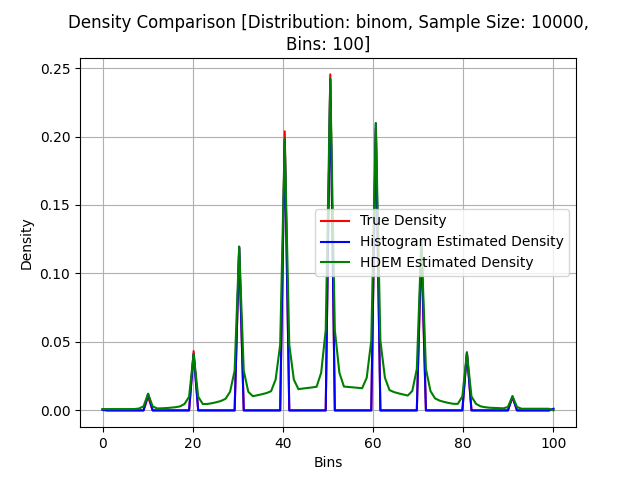 Density Comparison [Distribution: binom, Sample Size: 10000,
Bins: 100]
Density
0.25
0.20
0.15
0.10
0.05
0.00
True Density
Histogram Estimated Density
HDEM Estimated Density
0 20 40 60 80 100
Bins